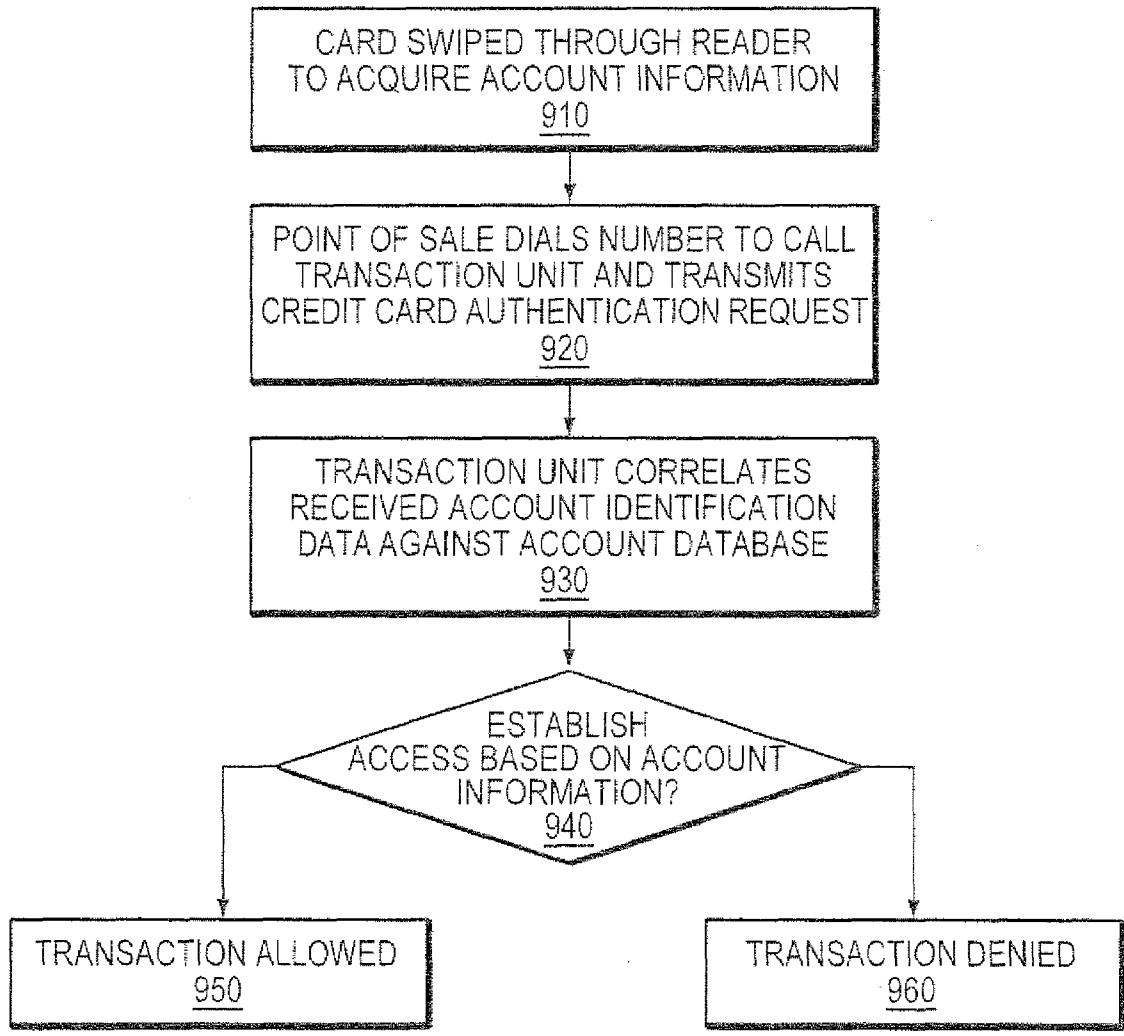 CARD SWIPED THROUGH READER
TO ACQUIRE ACCOUNT INFORMATION
910
POINT OF SALE DIALS NUMBER TO CALL
TRANSACTION UNIT AND TRANSMITS
CREDIT CARD AUTHENTICATION REQUEST
920
TRANSACTION UNIT CORRELATES
RECEIVED ACCOUNT IDENTIFICATION
DATA AGAINST ACCOUNT DATABASE
930
ESTABLISH
ACCESS BASED ON ACCOUNT
INFORMATION?
940
TRANSACTION ALLOWED
950
TRANSACTION DENIED
960